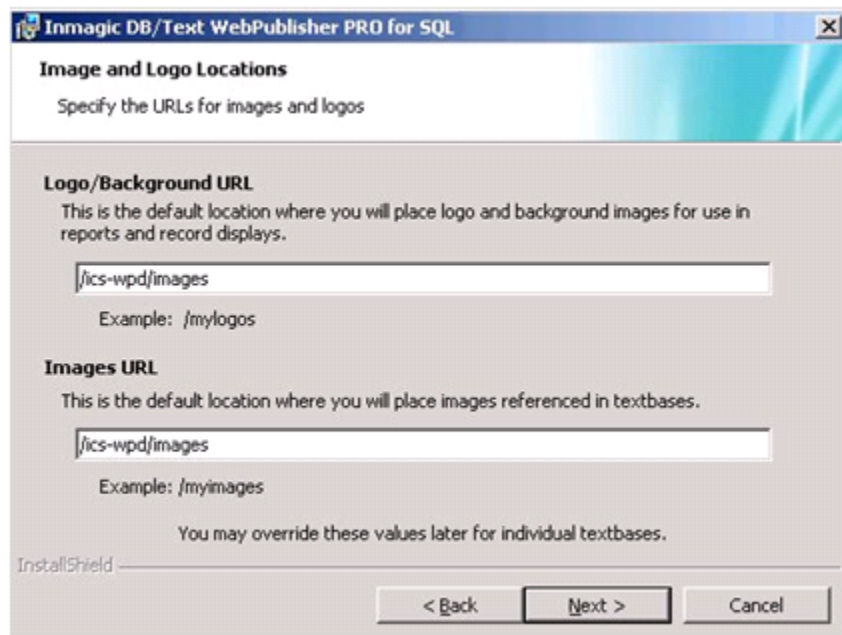 Inmagic DB/Text WebPublisher PRO for SQL
Image and Logo Locations
Specify the URLs for images and logos
Logo/Background URL
This is the default location where you will place logo and background images for use in
reports and record displays.
/ics-wpd/images
Example: /mylogos
Images URL
This is the default location where you will place images referenced in textbases.
/ics-wpd/images
Example: /myimages
You may override these values later for individual textbases.
InstallShield
< Back
Next >
Cancel